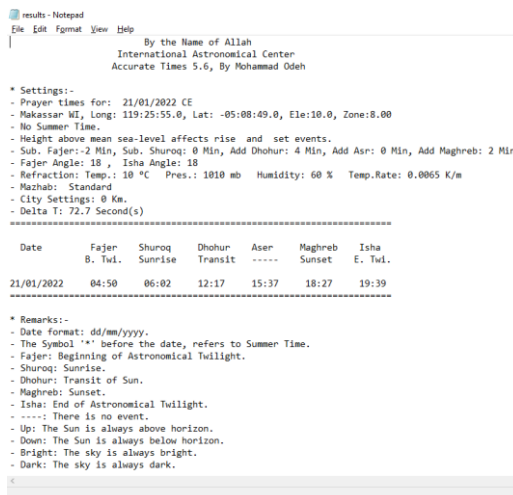 results - Notepad
File Edit Format View Help
By the Name of Allah
International Astronomical Center
Accurate Times 5.6, By Mohammad Odeh
* Settings:-
- Prayer times for: 21/01/2022 CE
- Makassar WI, Long: 119:25:55.0, Lat: -05:08:49.0, Ele:10.0, Zone:8.00
- No Summer Time.
- Height above mean sea-level affects rise and set events.
- Sub. Fajer:-2 Min, Sub. Shuroq: 0 Min, Add Dhohur: 4 Min, Add Asr: 0 Min, Add Maghreb: 2 Min
- Fajer Angle: 18 , Isha Angle: 18
- Refraction: Temp.: 10 °C Pres.: 1010 mb Humidity: 60 % Temp.Rate: 0.0065 K/m
- Mazhab: Standard
- City Settings: 0 Km.
- Delta T: 72.7 Second(s)
================================================================================
Date Fajer Shuroq Dhohur Aser Maghreb Isha
B. Twi. Sunrise Transit ----- Sunset E. Twi.
21/01/2022 04:50 06:02 12:17 15:37 18:27 19:39
================================================================================
* Remarks:-
- Date format: dd/mm/yyyy.
- The Symbol '*' before the date, refers to Summer Time.
- Fajer: Beginning of Astronomical Twilight.
- Shuroq: Sunrise.
- Dhohur: Transit of Sun.
- Maghreb: Sunset.
- Isha: End of Astronomical Twilight.
- ----: There is no event.
- Up: The Sun is always above horizon.
- Down: The Sun is always below horizon.
- Bright: The sky is always bright.
- Dark: The sky is always dark.